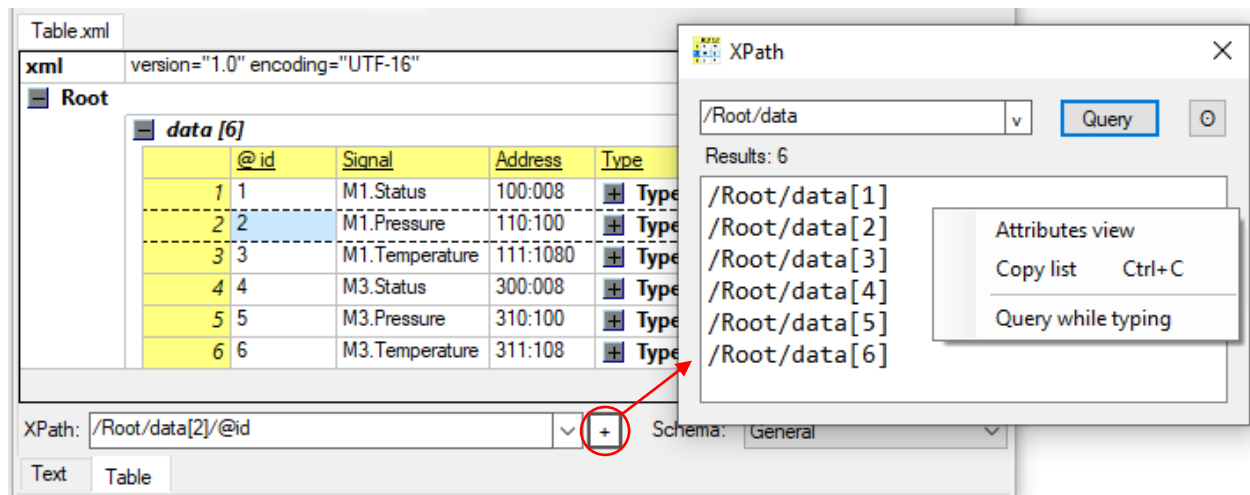 Table.xml
xml version="1.0" encoding="UTF-16"
Root
data [6]
@ id Signal Address Type
1 1 M1.Status 100:008 Type
2 2 M1.Pressure 110:100 Type
3 3 M1.Temperature 111:1080 Type
4 4 M3.Status 300:008 Type
5 5 M3.Pressure 310:100 Type
6 6 M3.Temperature 311:108 Type
XPath: /Root/data[2]/@id + Schema: General
Text Table
XPath
/Root/data v Query
Results: 6
/Root/data[1]
/Root/data[2]
/Root/data[3]
/Root/data[4]
/Root/data[5]
/Root/data[6]
Attributes view
Copy list Ctrl+C
Query while typing